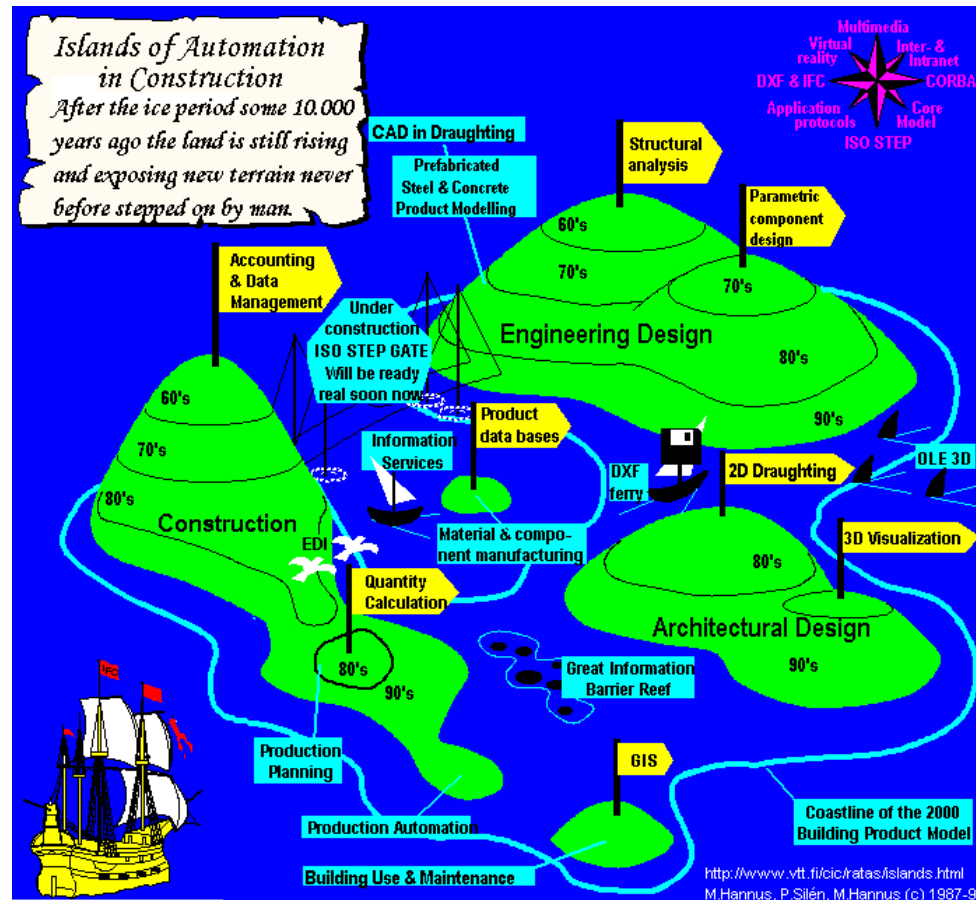 Islands of Automation
in Construction
After the ice period some 10.000
years ago the land is still rising
and exposing new terrain never
before stepped on by man.
Multimedia
Virtual
reality
Inter- &
Intranet
DXF & IFC
CORBA
Application
protocols
Core
Model
ISO STEP
CAD in Draughting
Prefabricated
Steel & Concrete
Product Modelling
Structural
analysis
Parametric
component
design
60's
70's
70's
Engineering Design
80's
90's
Accounting
& Data
Management
Under
construction
ISO STEP GATE
Will be ready
real soon now
60's
70's
80's
Construction
EDI
Information
Services
Product
data bases
Material & compo-
nent manufacturing
DXF
ferry
OLE 3D
2D Draughting
3D Visualization
80's
Architectural Design
90's
Quantity
Calculation
80's
90's
Great Information
Barrier Reef
IFC
Production
Planning
GIS
Production Automation
Coastline of the 2000
Building Product Model
Building Use & Maintenance
http://www.vtt.fi/cic/ratas/islands.html
M.Hannus, P.Silén, M.Hannus (c) 1987-9